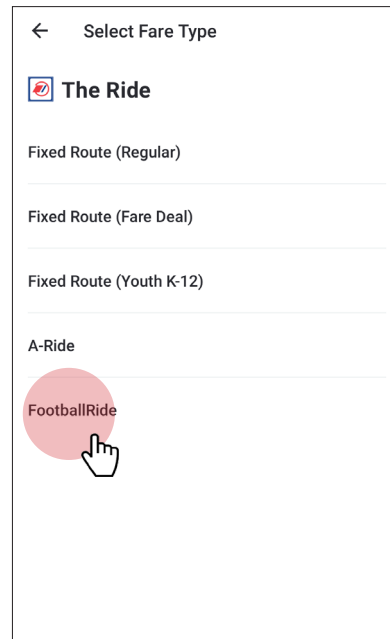 Select Fare Type
The Ride
Fixed Route (Regular)
Fixed Route (Fare Deal)
Fixed Route (Youth K-12)
A-Ride
FootballRide